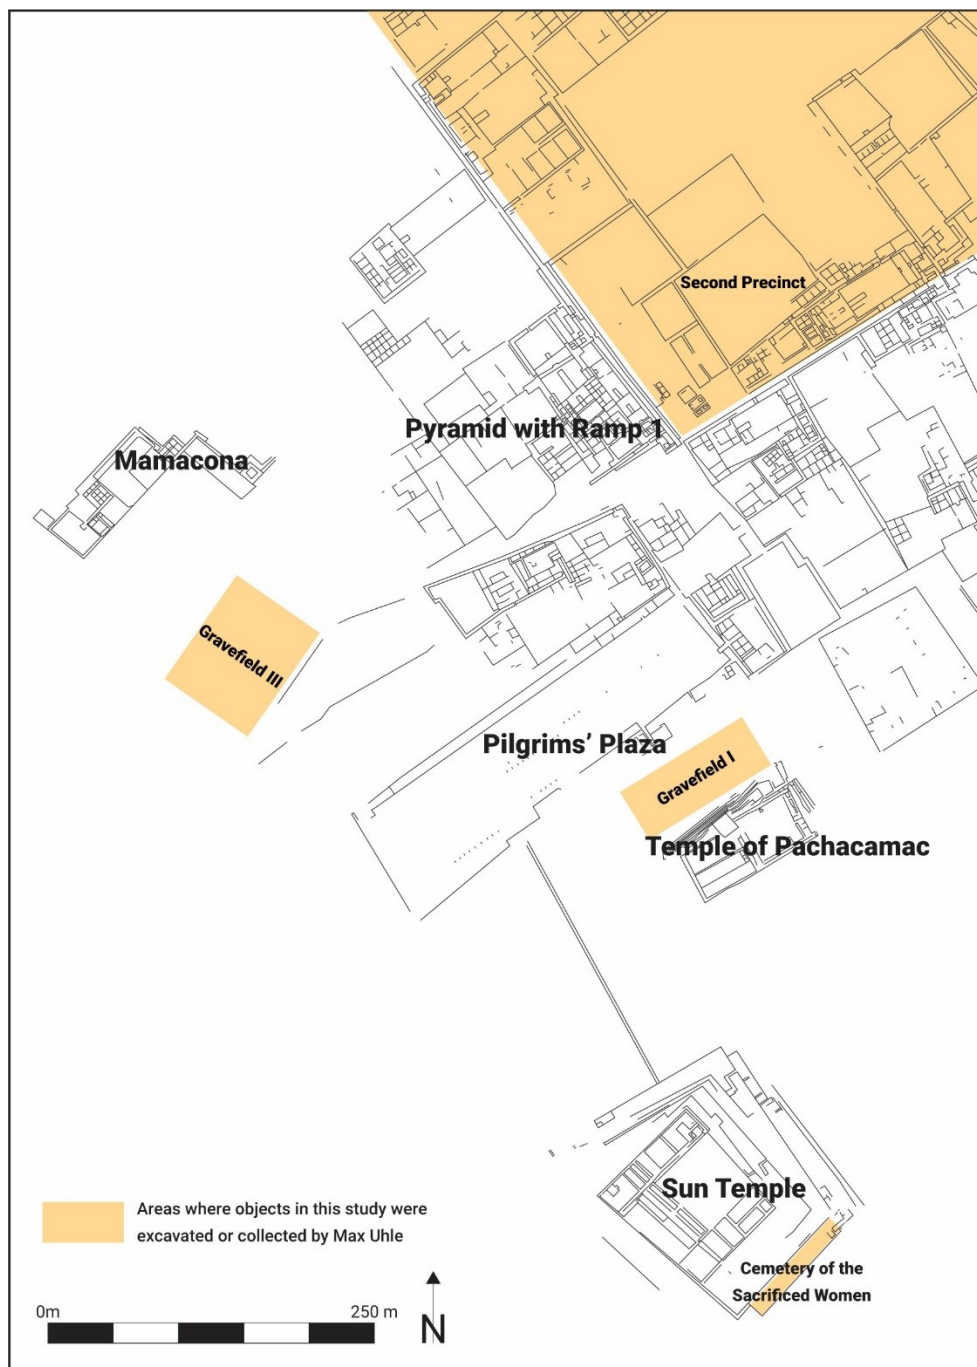 Second Precinct
Pyramid with Ramp 1
Mamacona
Gravefield III
Pilgrims’ Plaza
Gravefield I
Temple of Pachacamac
Sun Temple
Cemetery of the
Sacrificed Women
Areas where objects in this study were
excavated or collected by Max Uhle
0m
250 m
N